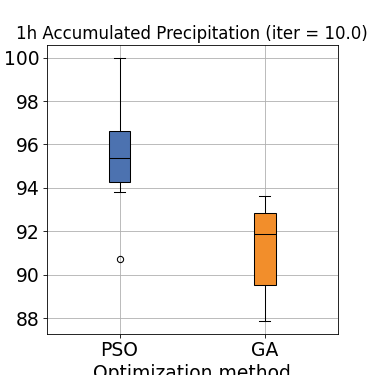 1h Accumulated Precipitation (iter = 10.0)
100
98
96
94
92
90
88
PSO GA
Optimization method